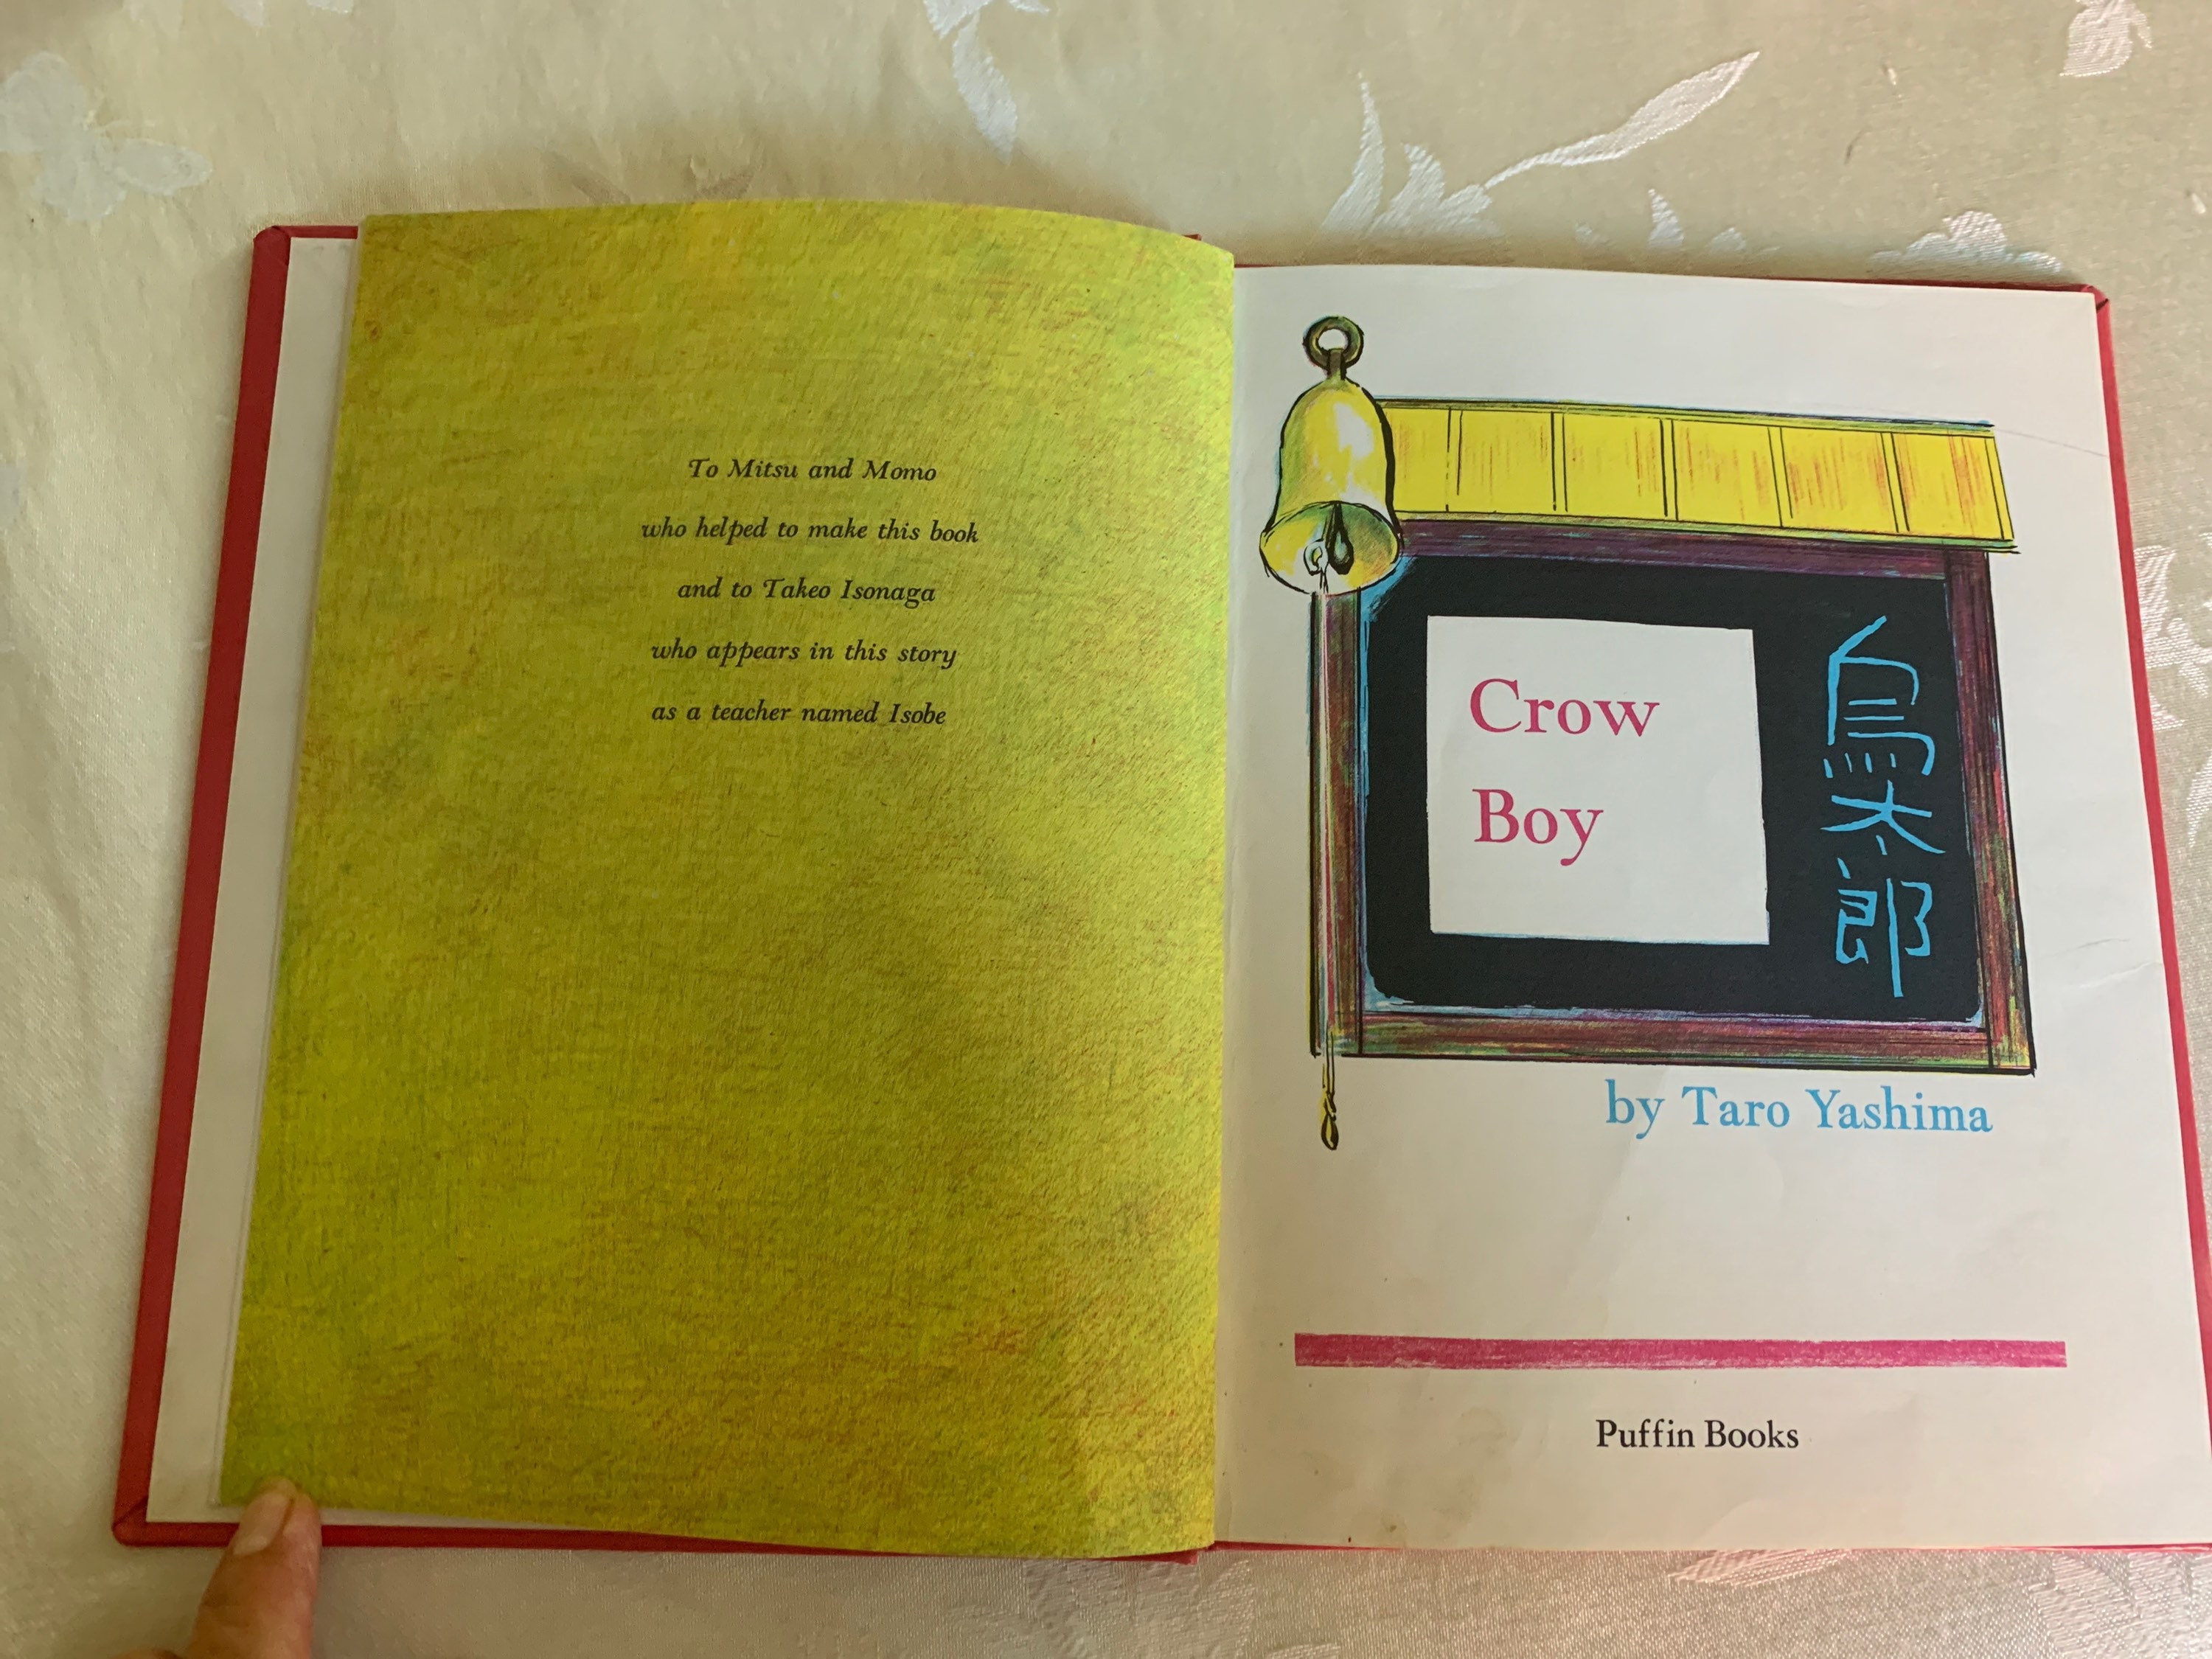 To Mitsu and Momo
who helped to make this book
and to Takeo Isonaga
who appears in this story
as a teacher named Isobe
Crow
Boy
烏太郎
by Taro Yashima
Puffin Books